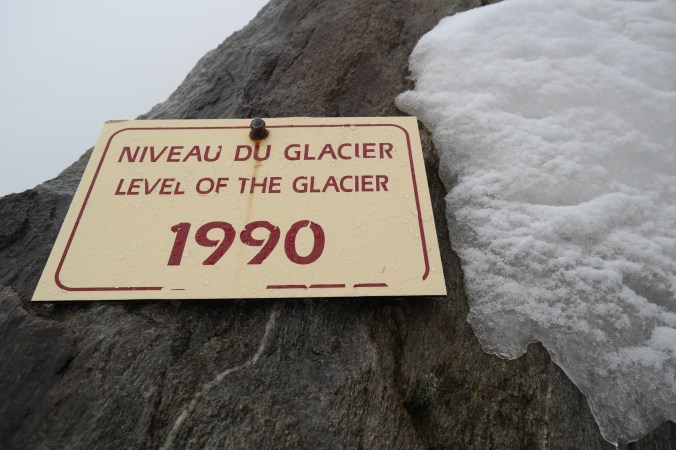 NIVEAU DU GLACIER
LEVEL OF THE GLACIER
1990